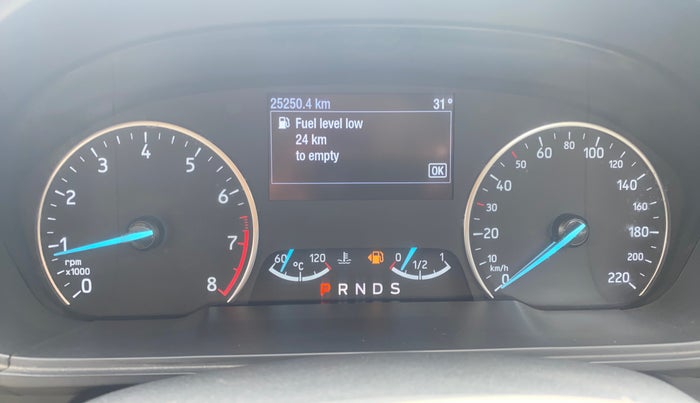 25250.4 km 31°
Fuel level low
24 km
to empty
OK
0 1 2 3 4 5 6 7 8
rpm
x1000
60 °C 120
0 1/2 1
P R N D S
0 10 20 30 40 50 60 80 100 120 140 160 180 200 220
km/h